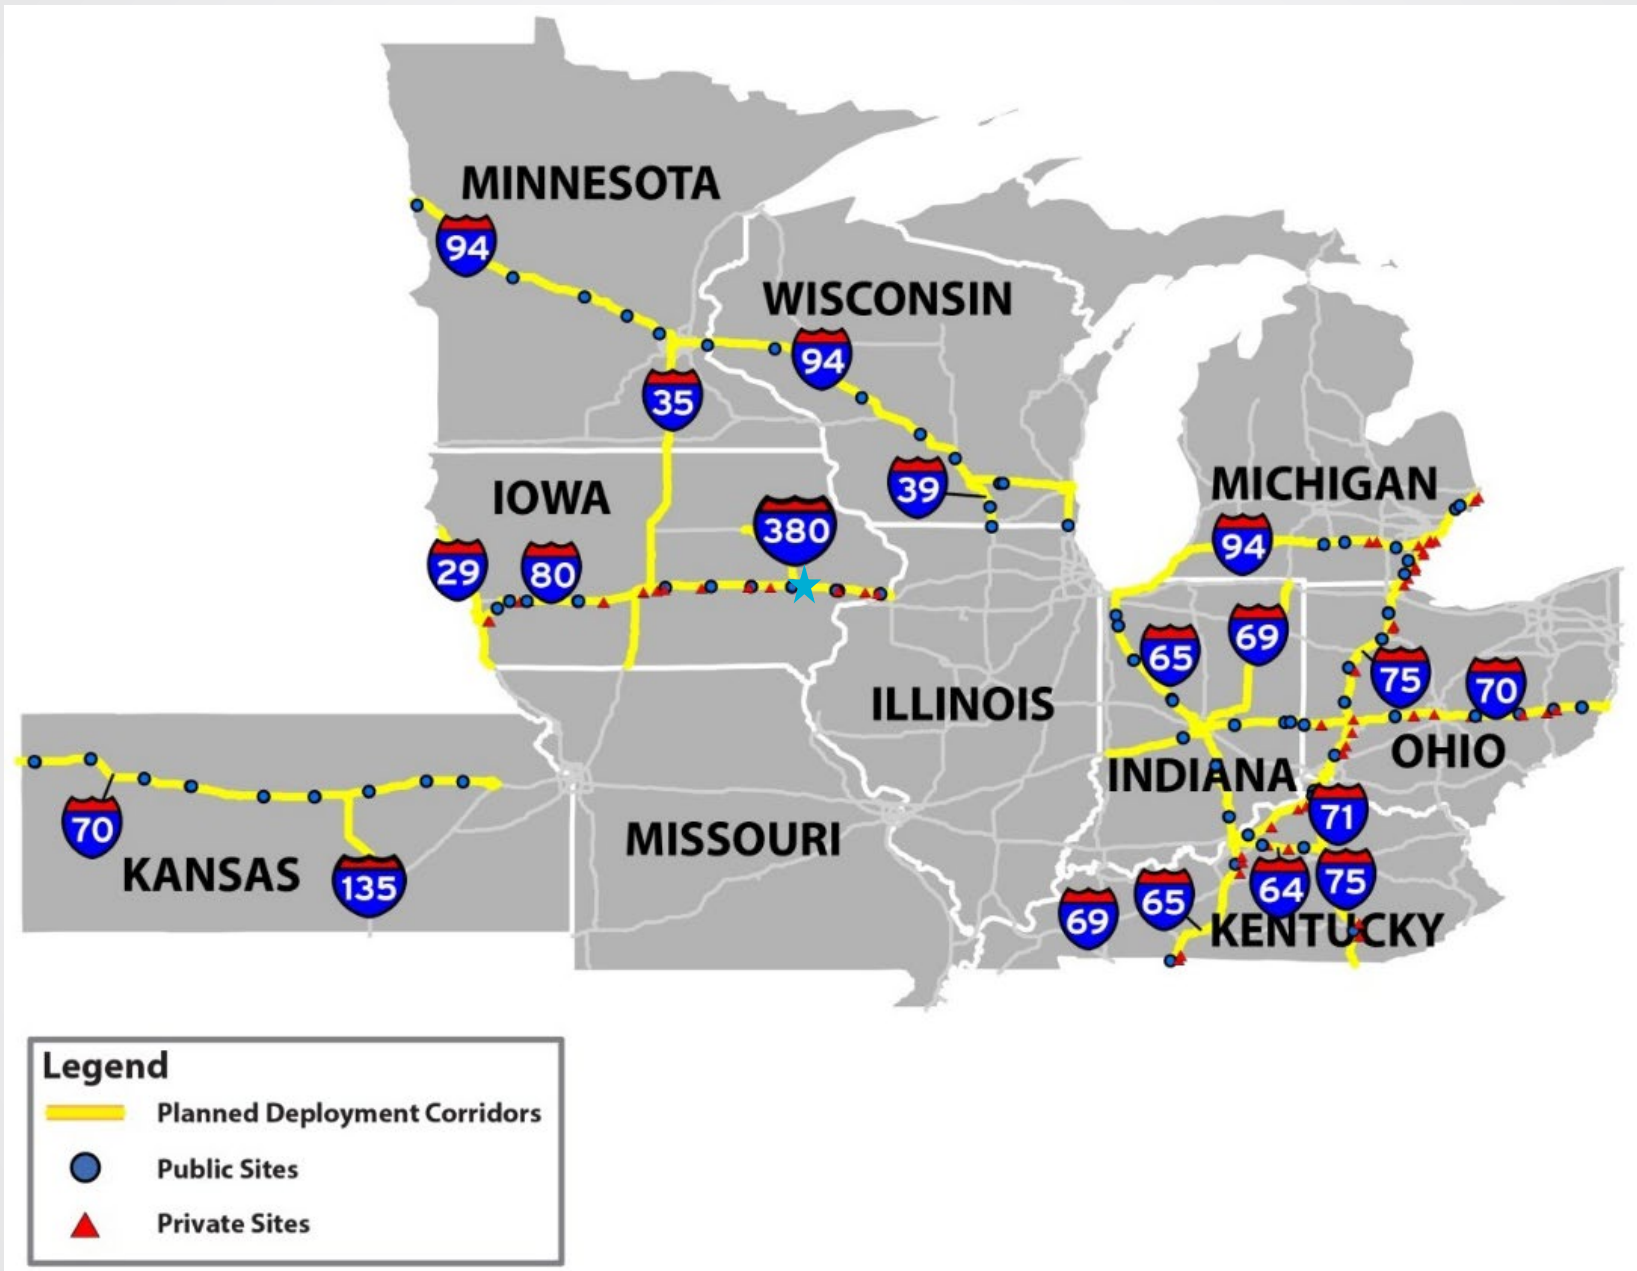 MINNESOTA
94
WISCONSIN
94
35
IOWA
39
MICHIGAN
380
94
29
80
69
65
75
70
ILLINOIS
OHIO
INDIANA
70
71
MISSOURI
KANSAS
135
64
75
65
69
KENTUCKY
Legend
Planned Deployment Corridors
Public Sites
Private Sites